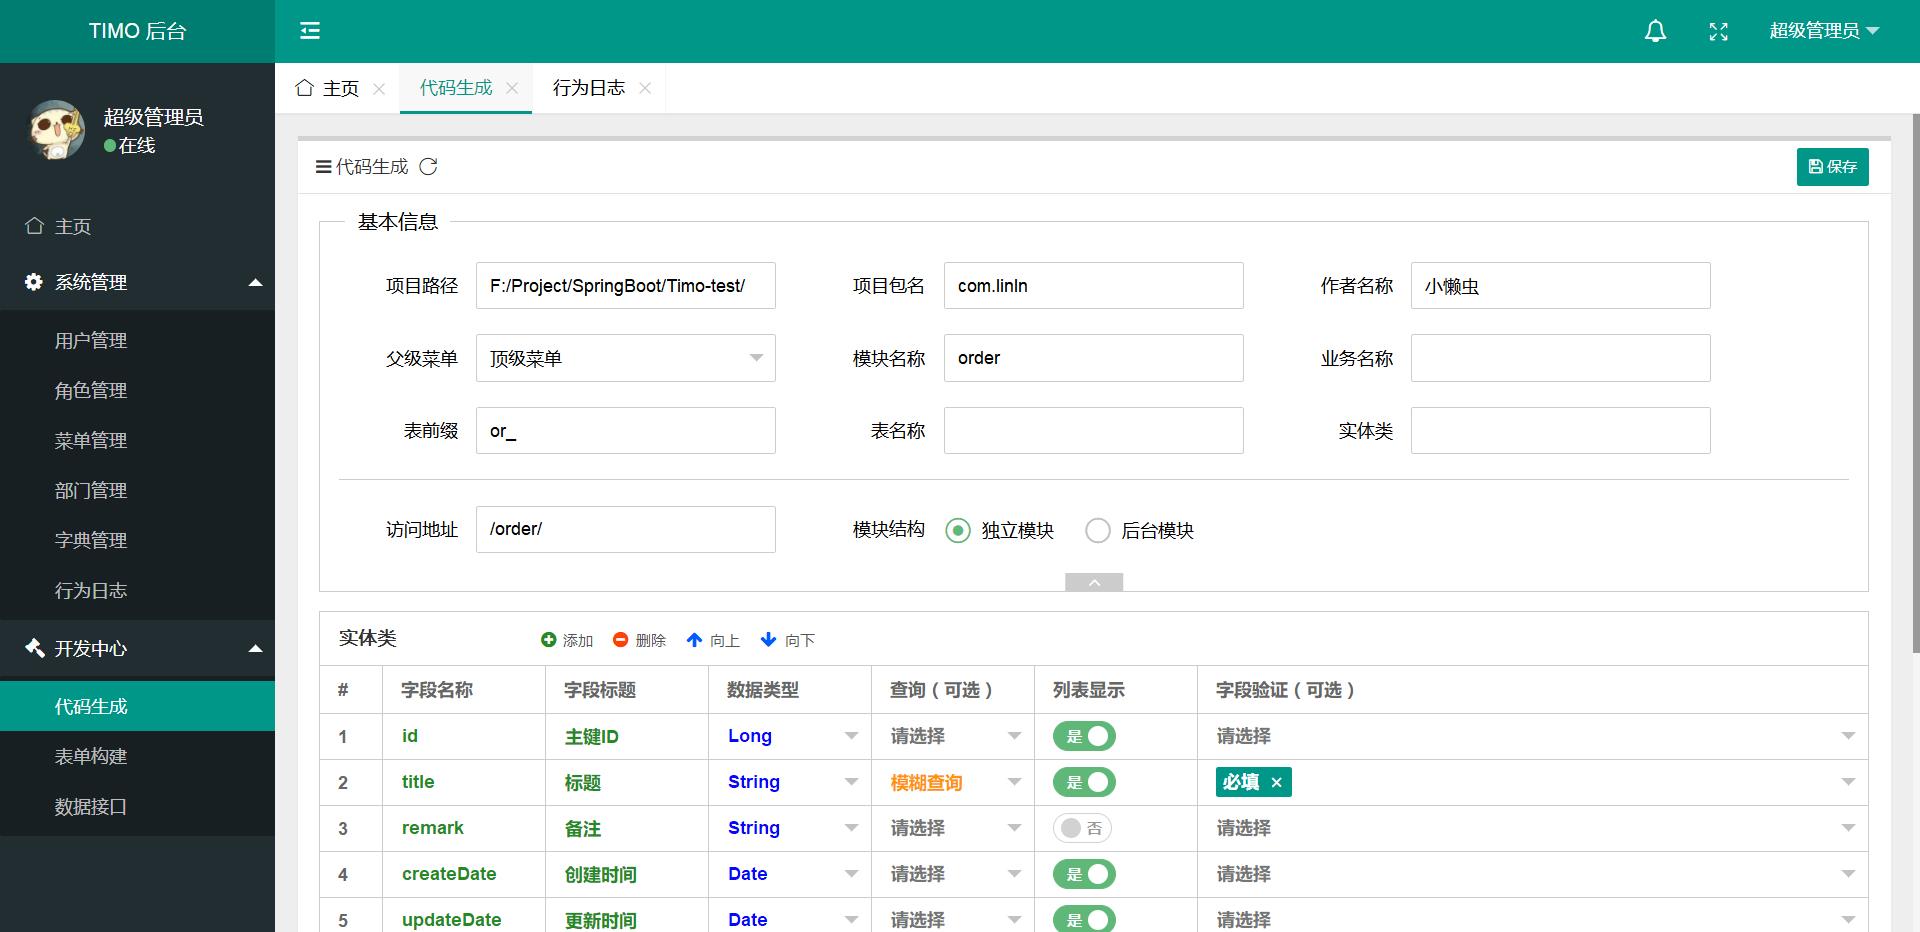 TIMO 后台
超级管理员
主页
代码生成
行为日志
超级管理员
在线
主页
系统管理
用户管理
角色管理
菜单管理
部门管理
字典管理
行为日志
开发中心
代码生成
表单构建
数据接口
代码生成
保存
基本信息
项目路径 F:/Project/SpringBoot/Timo-test/ 项目包名 com.linln 作者名称 小懒虫
父级菜单 顶级菜单 模块名称 order 业务名称
表前缀 or_ 表名称 实体类
访问地址 /order/ 模块结构 独立模块 后台模块
实体类 添加 删除 向上 向下
# 字段名称 字段标题 数据类型 查询（可选） 列表显示 字段验证（可选）
1 id 主键ID Long 请选择 是 请选择
2 title 标题 String 模糊查询 是 必填
3 remark 备注 String 请选择 否 请选择
4 createDate 创建时间 Date 请选择 是 请选择
5 updateDate 更新时间 Date 请选择 是 请选择